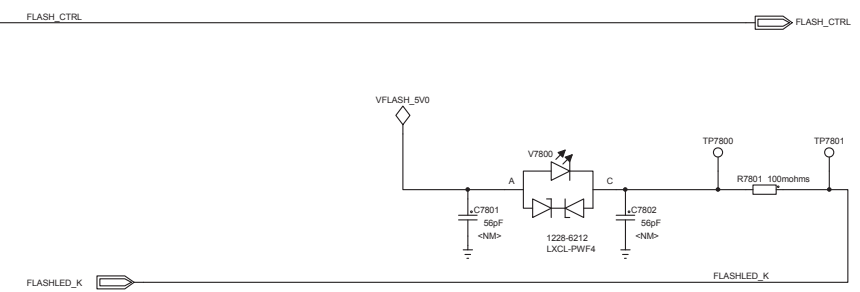 FLASH_CTRL
FLASH_CTRL
VFLASH_5V0
TP7800
TP7801
V7800
A
C
R7801 100mohms
C7801
56pF
<NM>
C7802
56pF
<NM>
1228-6212
LXCL-PWF4
FLASHLED_K
FLASHLED_K